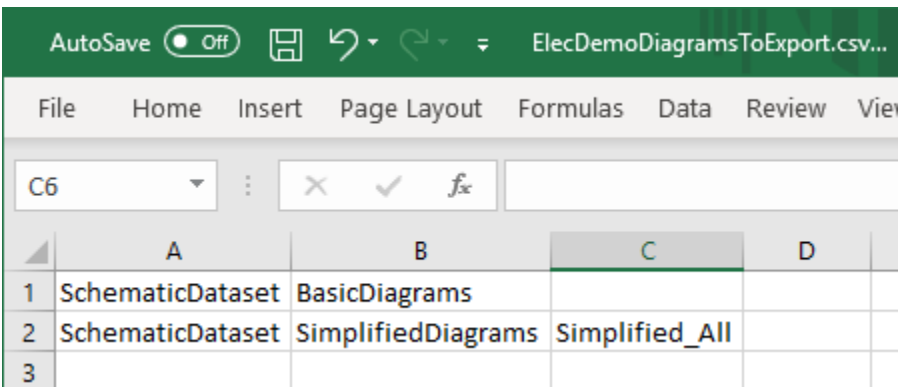 AutoSave Off ElecDemoDiagramsToExport.csv...
File Home Insert Page Layout Formulas Data Review
C6 fx
A B C D
1 SchematicDataset BasicDiagrams
2 SchematicDataset SimplifiedDiagrams Simplified_All
3